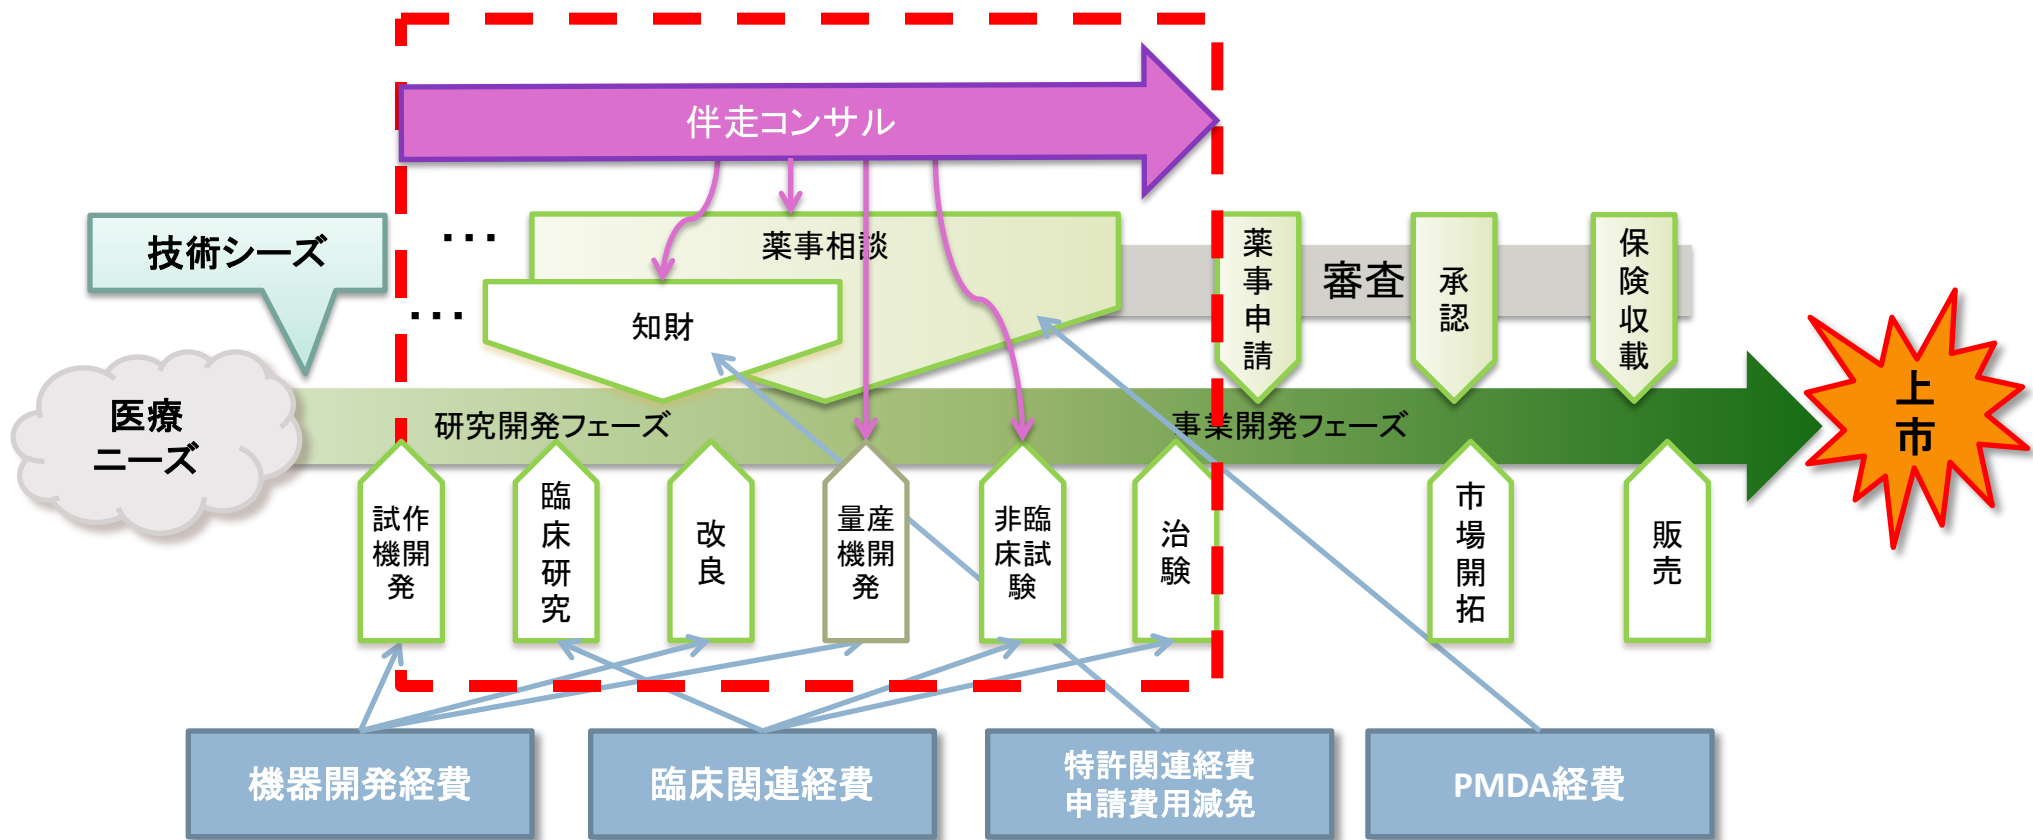 伴走コンサル
技術シーズ
・・・
薬事相談
・・・
知財
薬事申請
審査
承認
保険収載
医療
ニーズ
研究開発フェーズ
事業開発フェーズ
上市
試作
機開
発
臨床研究
改良
量産
機開
発
非臨
床試
験
治験
市場開拓
販売
機器開発経費
臨床関連経費
特許関連経費
申請費用減免
PMDA経費